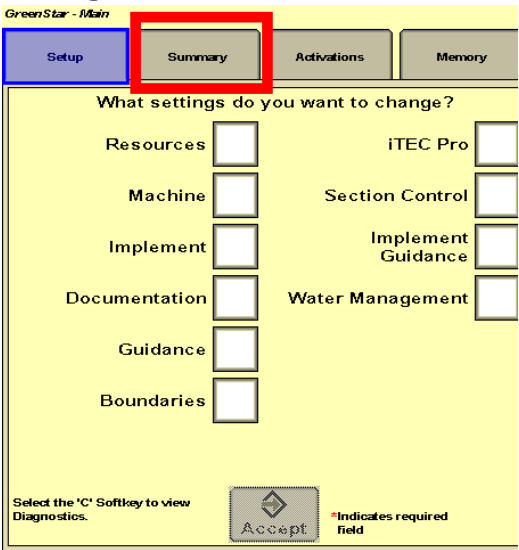 GreenStar - Main
Setup
Summary
Activations
Memory
What settings do you want to change?
Resources
iTEC Pro
Machine
Section Control
Implement
Implement
Guidance
Documentation
Water Management
Guidance
Boundaries
Select the 'C' Softkey to view
Diagnostics.
Accept
*Indicates required
field